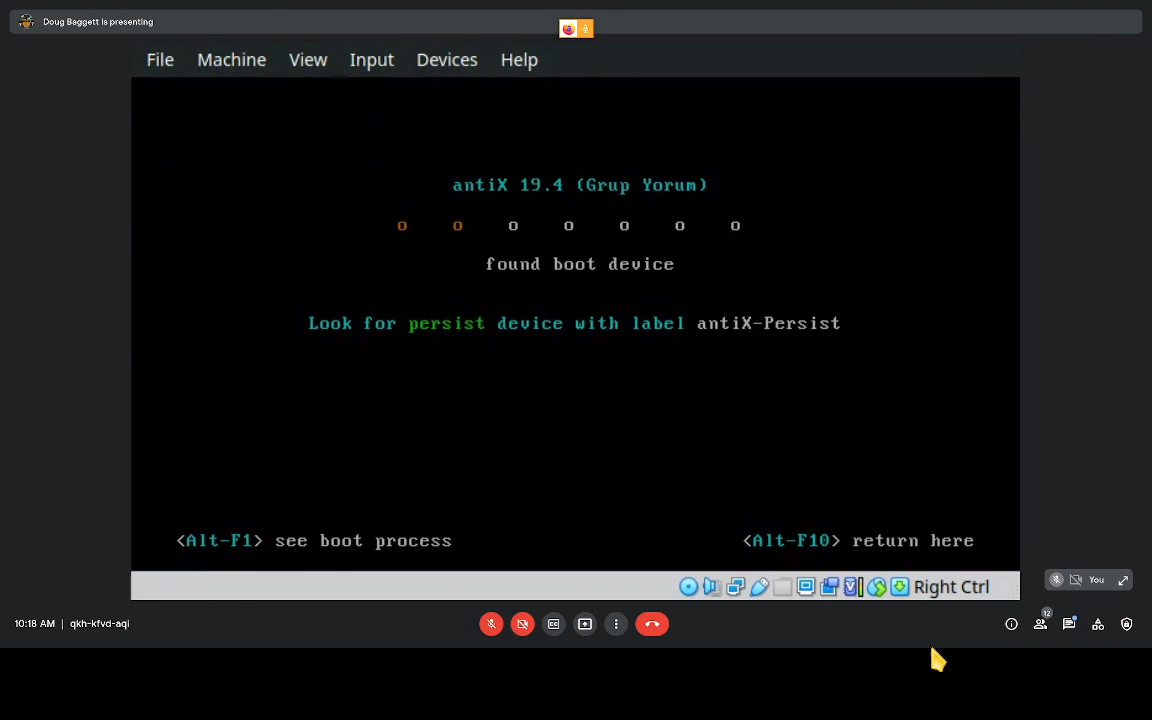 Doug Baggett is presenting
File Machine View Input Devices Help
antiX 19.4 (Grup Yorum)
o o o o o o o
found boot device
Look for persist device with label antiX-Persist
<Alt-F1> see boot process <Alt-F10> return here
Right Ctrl
You
10:18 AM | qkh-kfvd-aqi
12